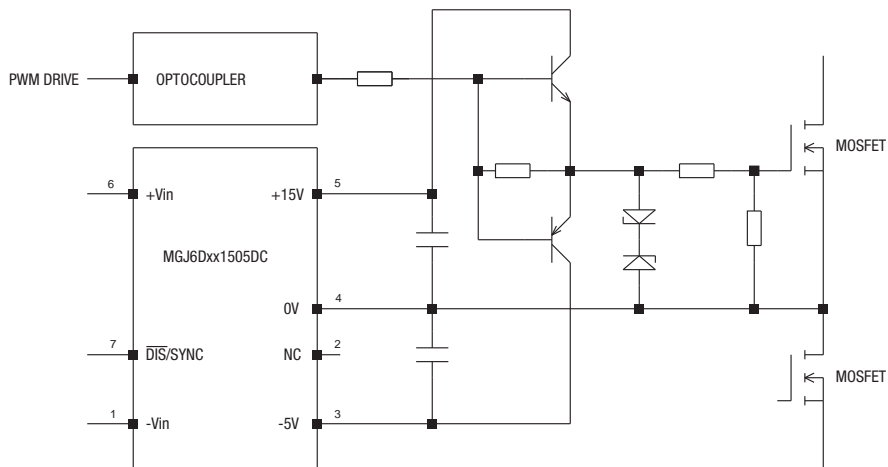 PWM DRIVE
OPTOCOUPLER
MOSFET
6
+Vin
+15V
5
MGJ6Dxx1505DC
0V
4
7
DIS/SYNC
NC
2
MOSFET
1
-Vin
-5V
3